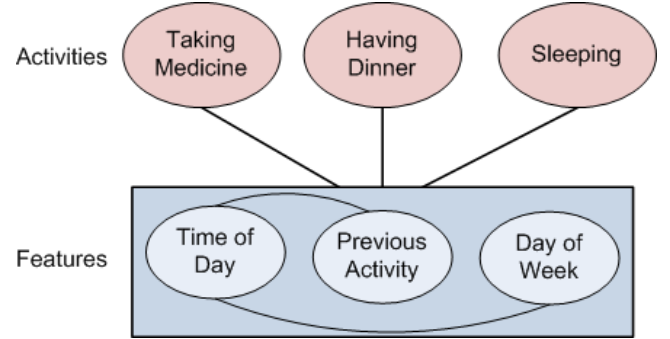 Activities
Taking
Medicine
Having
Dinner
Sleeping
Features
Time of
Day
Previous
Activity
Day of
Week